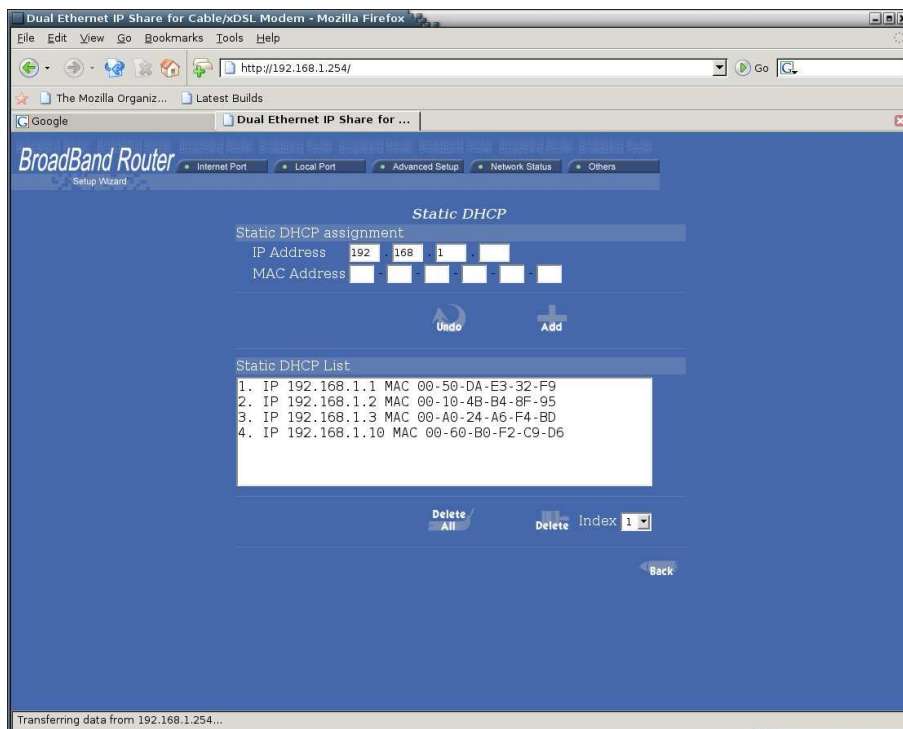 Dual Ethernet IP Share for Cable/xDSL Modem - Mozilla Firefox
File Edit View Go Bookmarks Tools Help
http://192.168.1.254/ Go G
The Mozilla Organiz... Latest Builds
G Google Dual Ethernet IP Share for ...
BroadBand Router Internet Port Local Port Advanced Setup Network Status Others
Setup Wizard
Static DHCP
Static DHCP assignment
IP Address 192 . 168 . 1 .
MAC Address - - - - -
Undo Add
Static DHCP List
1. IP 192.168.1.1 MAC 00-50-DA-E3-32-F9
2. IP 192.168.1.2 MAC 00-10-4B-B4-8F-95
3. IP 192.168.1.3 MAC 00-A0-24-A6-F4-BD
4. IP 192.168.1.10 MAC 00-60-B0-F2-C9-D6
Delete All Delete Index 1
Back
Transferring data from 192.168.1.254...